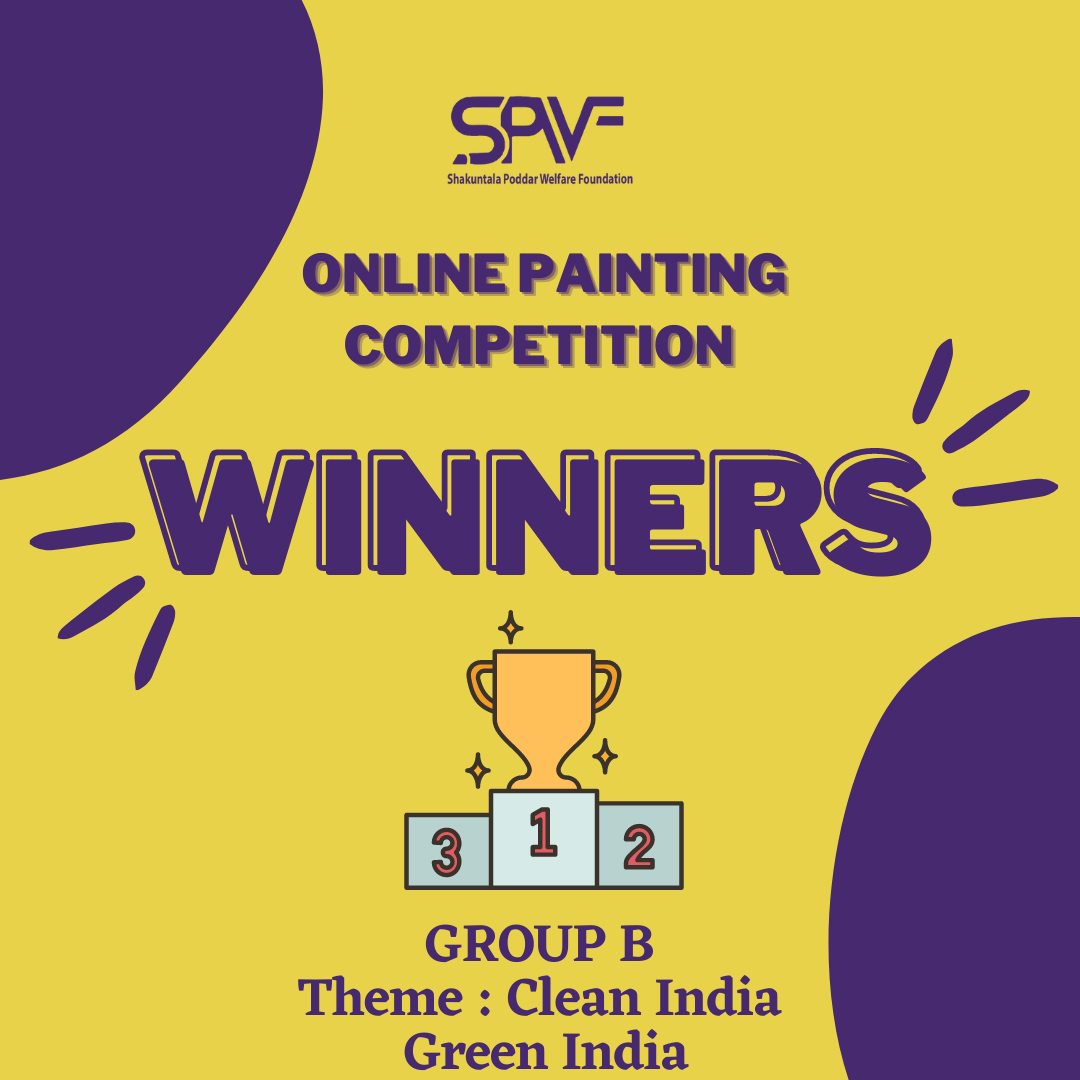 SPWF
Shakuntala Poddar Welfare Foundation
ONLINE PAINTING
COMPETITION
WINNERS
3 1 2
GROUP B
Theme : Clean India
Green India